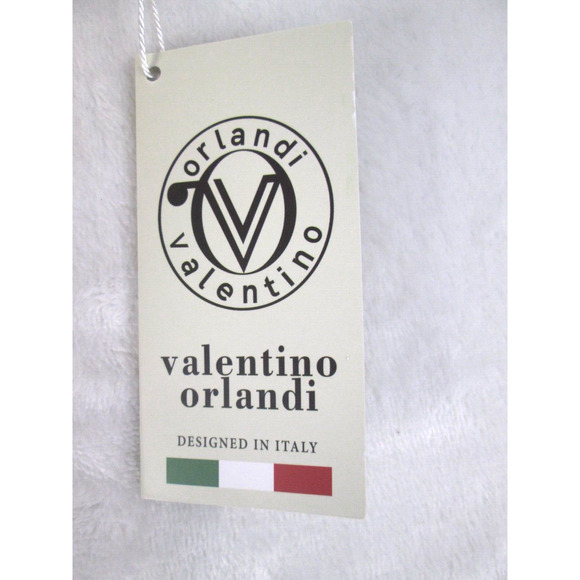 orlandi
V
valentino
valentino
orlandi
DESIGNED IN ITALY